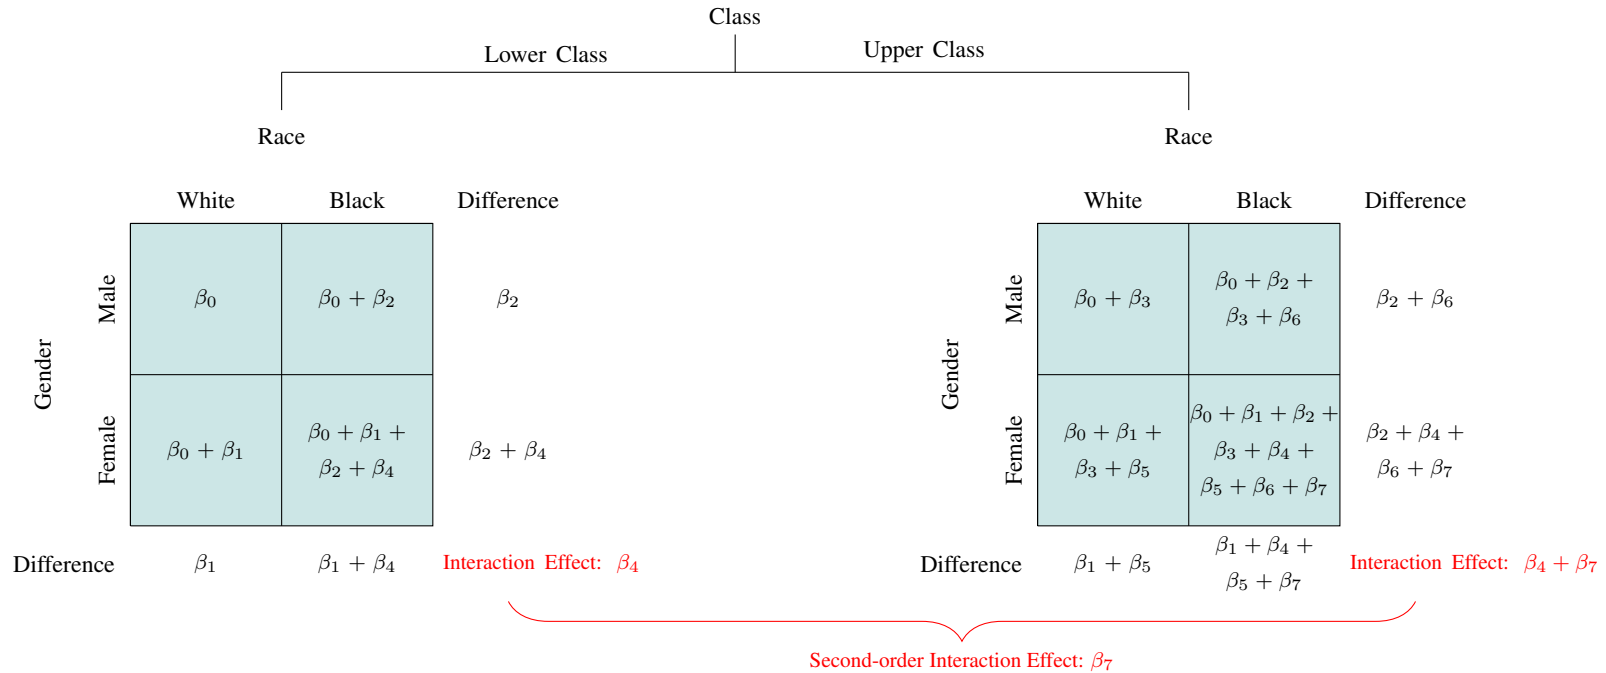 Class
Lower Class
Upper Class
Race
Race
White
Black
Difference
White
Black
Difference
Gender
Male
β₀
β₀ + β₂
β₂
Female
β₀ + β₁
β₀ + β₁ +
β₂ + β₄
β₂ + β₄
Difference
β₁
β₁ + β₄
Interaction Effect: β₄
Gender
Male
β₀ + β₃
β₀ + β₂ +
β₃ + β₆
β₂ + β₆
Female
β₀ + β₁ +
β₃ + β₅
β₀ + β₁ + β₂ +
β₃ + β₄ +
β₅ + β₆ + β₇
β₂ + β₄ +
β₆ + β₇
Difference
β₁ + β₅
β₁ + β₄ +
β₅ + β₇
Interaction Effect: β₄ + β₇
Second-order Interaction Effect: β₇